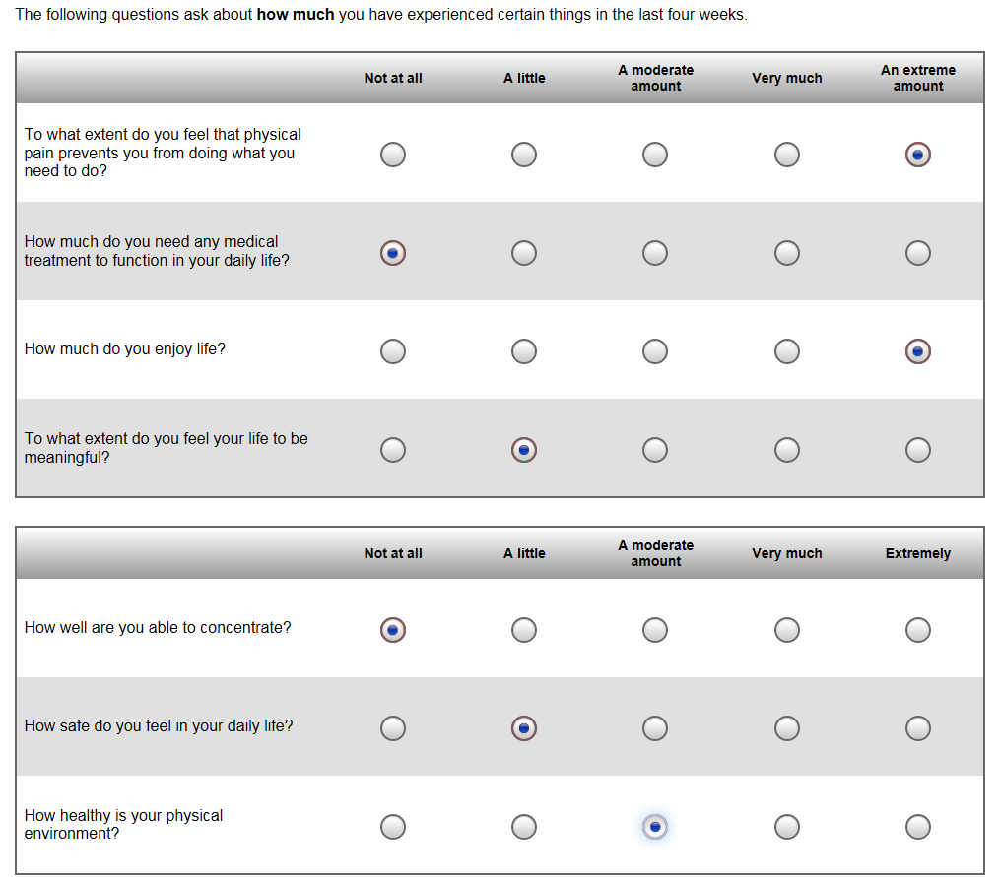 The following questions ask about how much you have experienced certain things in the last four weeks.
Not at all
A little
A moderate
amount
Very much
An extreme
amount
To what extent do you feel that physical
pain prevents you from doing what you
need to do?
How much do you need any medical
treatment to function in your daily life?
How much do you enjoy life?
To what extent do you feel your life to be
meaningful?
Not at all
A little
A moderate
amount
Very much
Extremely
How well are you able to concentrate?
How safe do you feel in your daily life?
How healthy is your physical
environment?